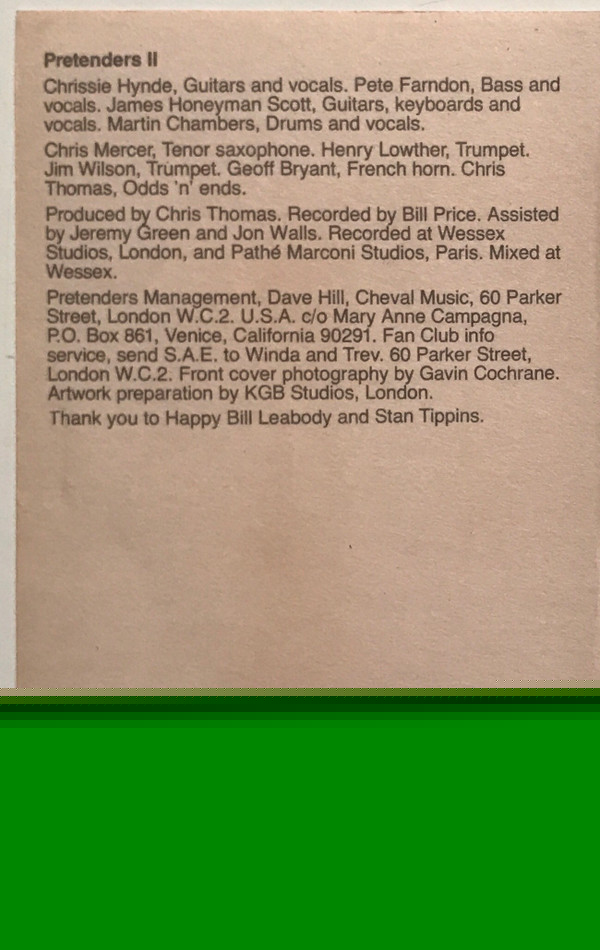 Pretenders II
Chrissie Hynde, Guitars and vocals. Pete Farndon, Bass and
vocals. James Honeyman Scott, Guitars, keyboards and
vocals. Martin Chambers, Drums and vocals.
Chris Mercer, Tenor saxophone. Henry Lowther, Trumpet.
Jim Wilson, Trumpet. Geoff Bryant, French horn. Chris
Thomas, Odds 'n' ends.
Produced by Chris Thomas. Recorded by Bill Price. Assisted
by Jeremy Green and Jon Walls. Recorded at Wessex
Studios, London, and Pathé Marconi Studios, Paris. Mixed at
Wessex.
Pretenders Management, Dave Hill, Cheval Music, 60 Parker
Street, London W.C.2. U.S.A. c/o Mary Anne Campagna,
P.O. Box 861, Venice, California 90291. Fan Club info
service, send S.A.E. to Winda and Trev. 60 Parker Street,
London W.C.2. Front cover photography by Gavin Cochrane.
Artwork preparation by KGB Studios, London.
Thank you to Happy Bill Leabody and Stan Tippins.